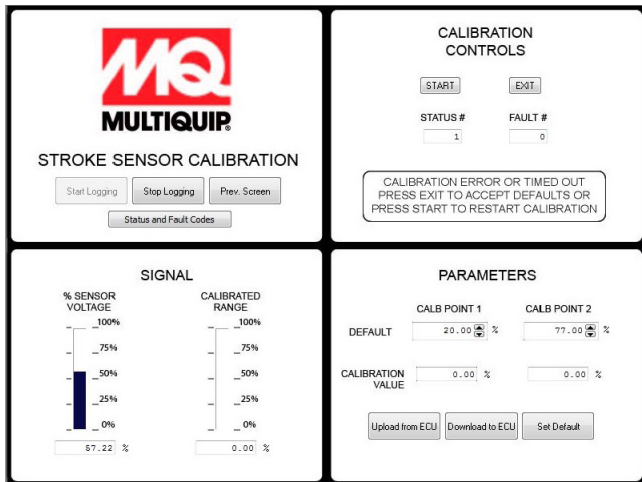 MQ
MULTIQUIP.
STROKE SENSOR CALIBRATION
Start Logging Stop Logging Prev. Screen
Status and Fault Codes
CALIBRATION
CONTROLS
START EXIT
STATUS # FAULT #
1 0
CALIBRATION ERROR OR TIMED OUT
PRESS EXIT TO ACCEPT DEFAULTS OR
PRESS START TO RESTART CALIBRATION
SIGNAL
% SENSOR
VOLTAGE
100%
75%
50%
25%
0%
57.22 %
CALIBRATED
RANGE
100%
75%
50%
25%
0%
0.00 %
PARAMETERS
CALB POINT 1 CALB POINT 2
DEFAULT 20.00 % 77.00 %
CALIBRATION
VALUE 0.00 % 0.00 %
Upload from ECU Download to ECU Set Default